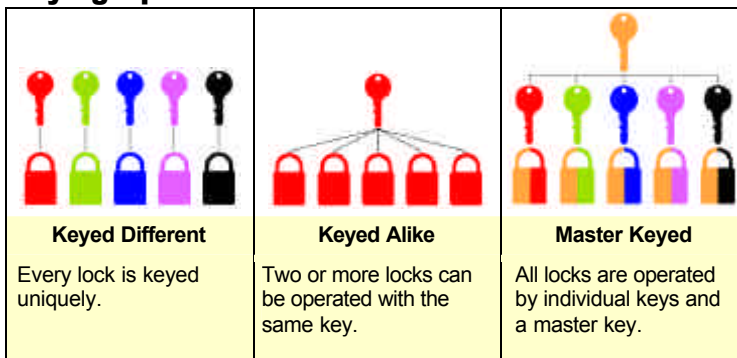 Keyed Different
Every lock is keyed
uniquely.
Keyed Alike
Two or more locks can
be operated with the
same key.
Master Keyed
All locks are operated
by individual keys and
a master key.